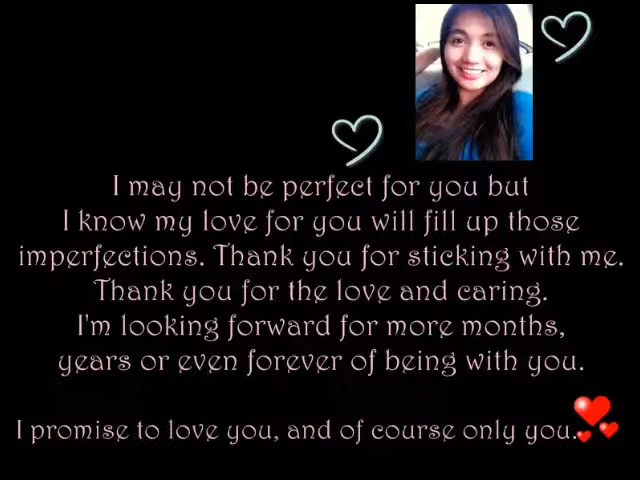 I may not be perfect for you but
I know my love for you will fill up those
imperfections. Thank you for sticking with me.
Thank you for the love and caring.
I'm looking forward for more months,
years or even forever of being with you.
I promise to love you, and of course only you.